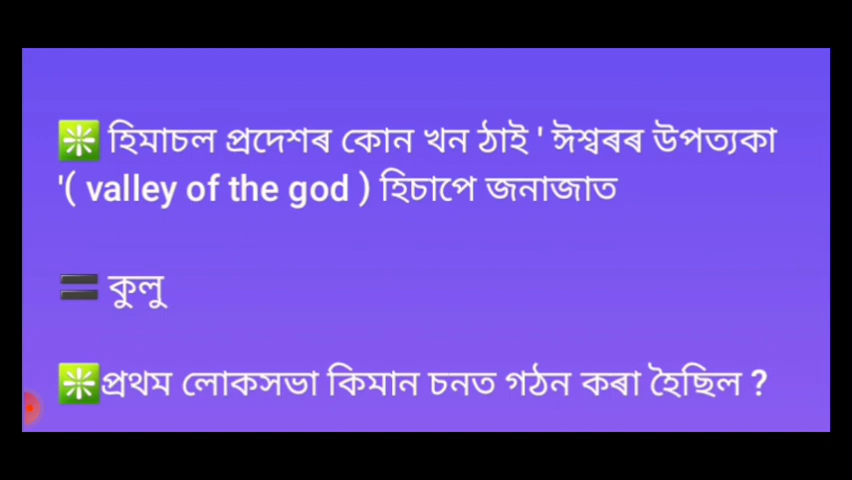 ❇️ হিমাচল প্ৰদেশৰ কোন খন ঠাই ' ঈশ্বৰৰ উপত্যকা
'( valley of the god ) হিচাপে জনাজাত
= কুলু
❇️প্ৰথম লোকসভা কিমান চনত গঠন কৰা হৈছিল ?